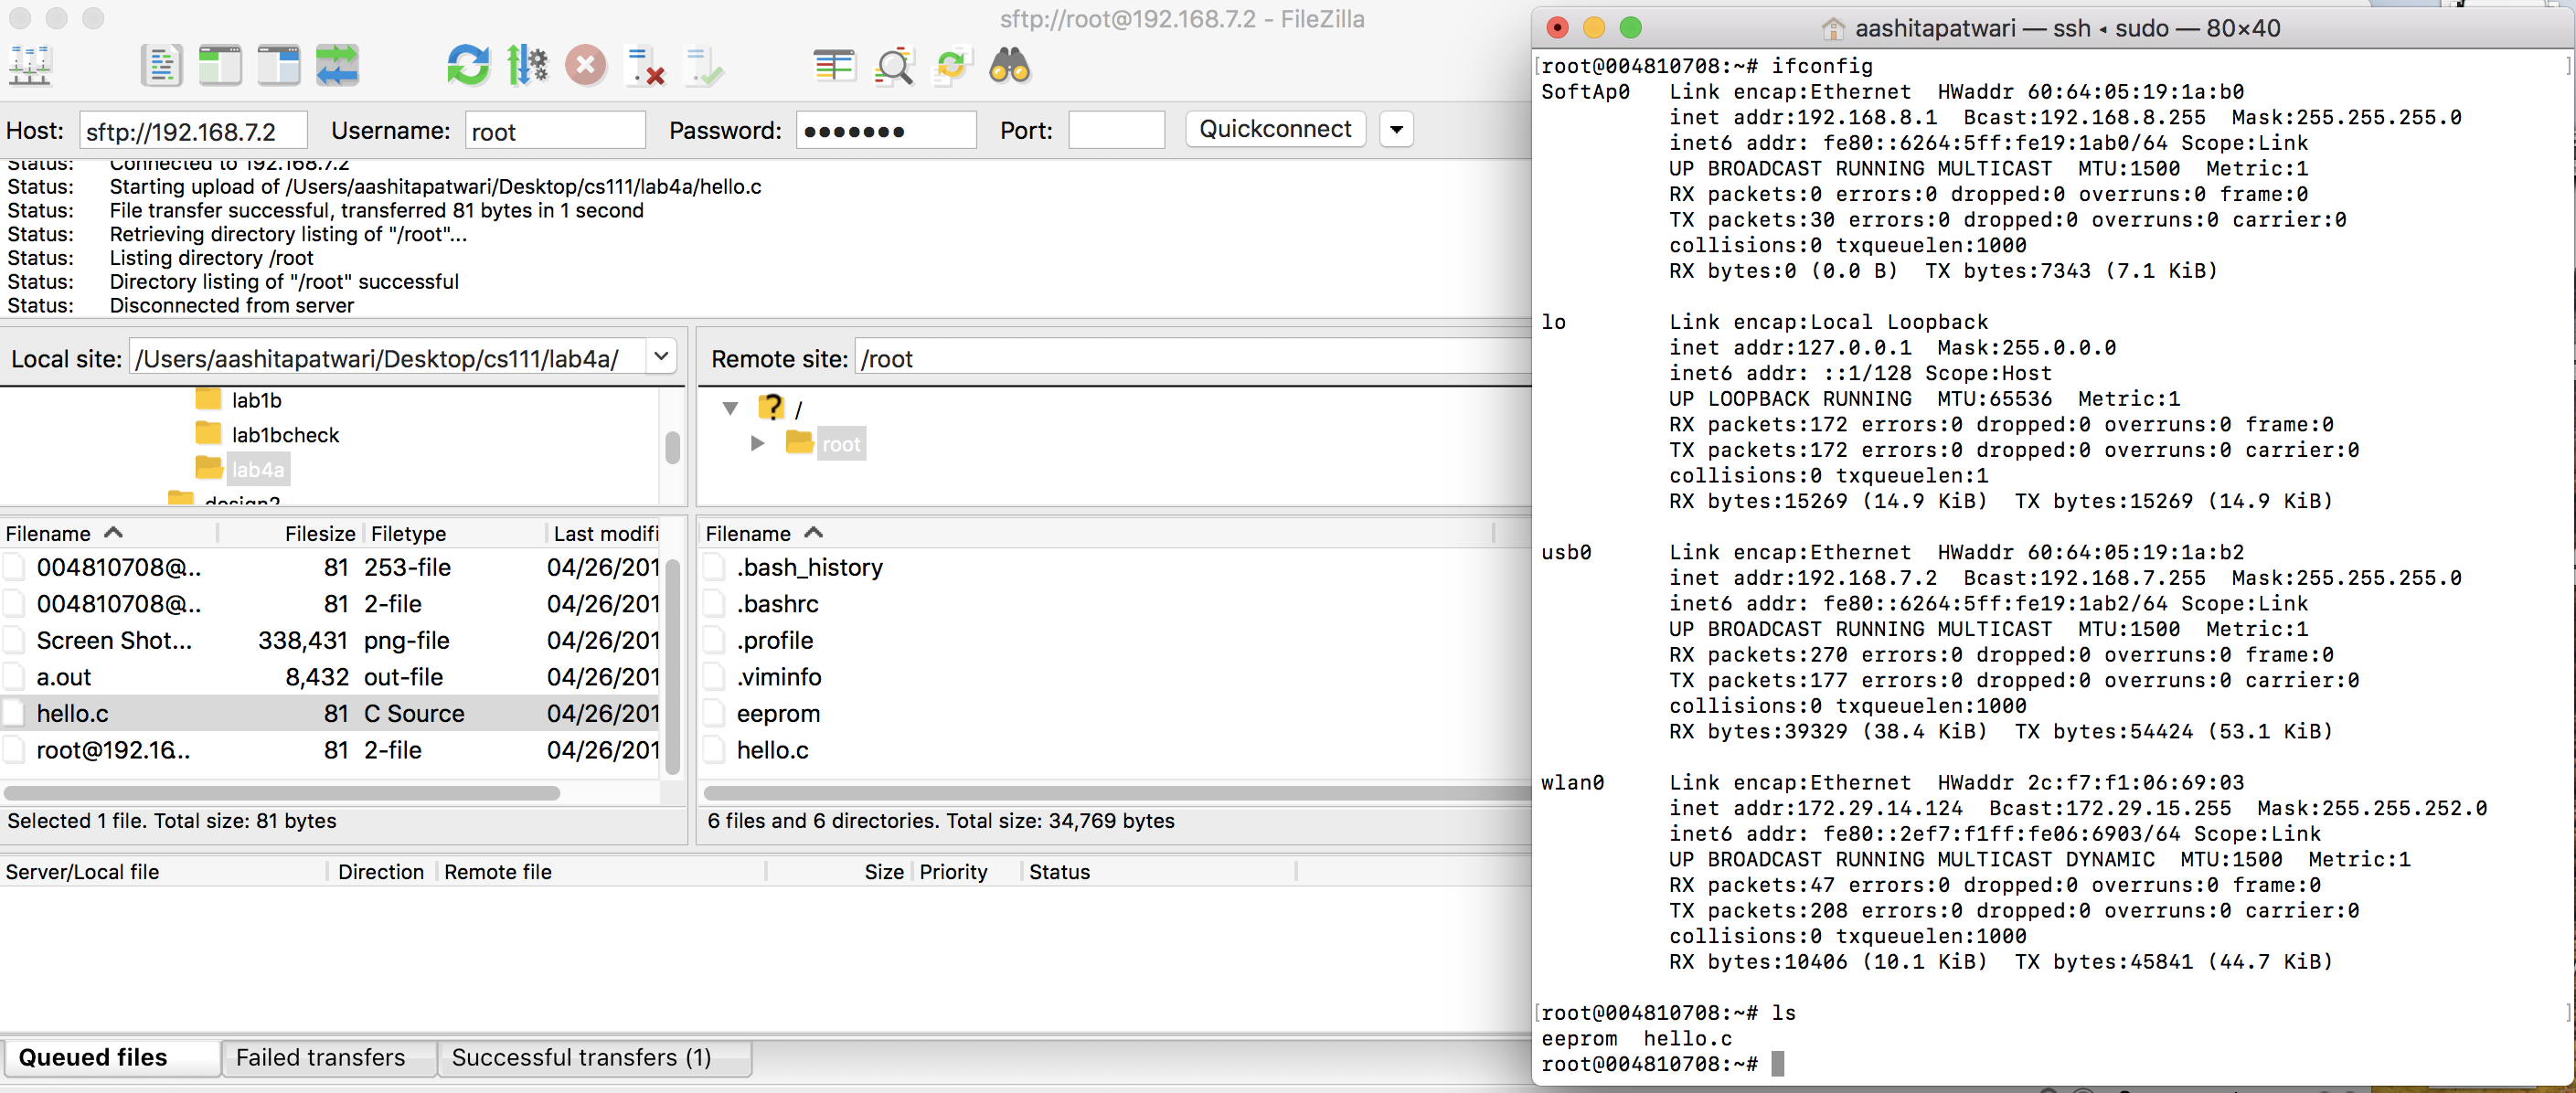 sftp://root@192.168.7.2 - FileZilla
Host: sftp://192.168.7.2 Username: root Password: ••••••• Port: Quickconnect
Status: Connected to 192.168.7.2
Status: Starting upload of /Users/aashitapatwari/Desktop/cs111/lab4a/hello.c
Status: File transfer successful, transferred 81 bytes in 1 second
Status: Retrieving directory listing of "/root"...
Status: Listing directory /root
Status: Directory listing of "/root" successful
Status: Disconnected from server
Local site: /Users/aashitapatwari/Desktop/cs111/lab4a/
lab1b
lab1bcheck
lab4a
design2
Filename Filesize Filetype Last modifi
004810708@.. 81 253-file 04/26/201
004810708@.. 81 2-file 04/26/201
Screen Shot... 338,431 png-file 04/26/201
a.out 8,432 out-file 04/26/201
hello.c 81 C Source 04/26/201
root@192.16... 81 2-file 04/26/201
Selected 1 file. Total size: 81 bytes
Remote site: /root
? /
root
Filename
.bash_history
.bashrc
.profile
.viminfo
eeprom
hello.c
6 files and 6 directories. Total size: 34,769 bytes
Server/Local file Direction Remote file Size Priority Status
Queued files Failed transfers Successful transfers (1)
aashitapatwari — ssh ◂ sudo — 80×40
[root@004810708:~# ifconfig ]
SoftAp0 Link encap:Ethernet HWaddr 60:64:05:19:1a:b0
inet addr:192.168.8.1 Bcast:192.168.8.255 Mask:255.255.255.0
inet6 addr: fe80::6264:5ff:fe19:1ab0/64 Scope:Link
UP BROADCAST RUNNING MULTICAST MTU:1500 Metric:1
RX packets:0 errors:0 dropped:0 overruns:0 frame:0
TX packets:30 errors:0 dropped:0 overruns:0 carrier:0
collisions:0 txqueuelen:1000
RX bytes:0 (0.0 B) TX bytes:7343 (7.1 KiB)
lo Link encap:Local Loopback
inet addr:127.0.0.1 Mask:255.0.0.0
inet6 addr: ::1/128 Scope:Host
UP LOOPBACK RUNNING MTU:65536 Metric:1
RX packets:172 errors:0 dropped:0 overruns:0 frame:0
TX packets:172 errors:0 dropped:0 overruns:0 carrier:0
collisions:0 txqueuelen:1
RX bytes:15269 (14.9 KiB) TX bytes:15269 (14.9 KiB)
usb0 Link encap:Ethernet HWaddr 60:64:05:19:1a:b2
inet addr:192.168.7.2 Bcast:192.168.7.255 Mask:255.255.255.0
inet6 addr: fe80::6264:5ff:fe19:1ab2/64 Scope:Link
UP BROADCAST RUNNING MULTICAST MTU:1500 Metric:1
RX packets:270 errors:0 dropped:0 overruns:0 frame:0
TX packets:177 errors:0 dropped:0 overruns:0 carrier:0
collisions:0 txqueuelen:1000
RX bytes:39329 (38.4 KiB) TX bytes:54424 (53.1 KiB)
wlan0 Link encap:Ethernet HWaddr 2c:f7:f1:06:69:03
inet addr:172.29.14.124 Bcast:172.29.15.255 Mask:255.255.252.0
inet6 addr: fe80::2ef7:f1ff:fe06:6903/64 Scope:Link
UP BROADCAST RUNNING MULTICAST DYNAMIC MTU:1500 Metric:1
RX packets:47 errors:0 dropped:0 overruns:0 frame:0
TX packets:208 errors:0 dropped:0 overruns:0 carrier:0
collisions:0 txqueuelen:1000
RX bytes:10406 (10.1 KiB) TX bytes:45841 (44.7 KiB)
[root@004810708:~# ls ]
eeprom hello.c
root@004810708:~#